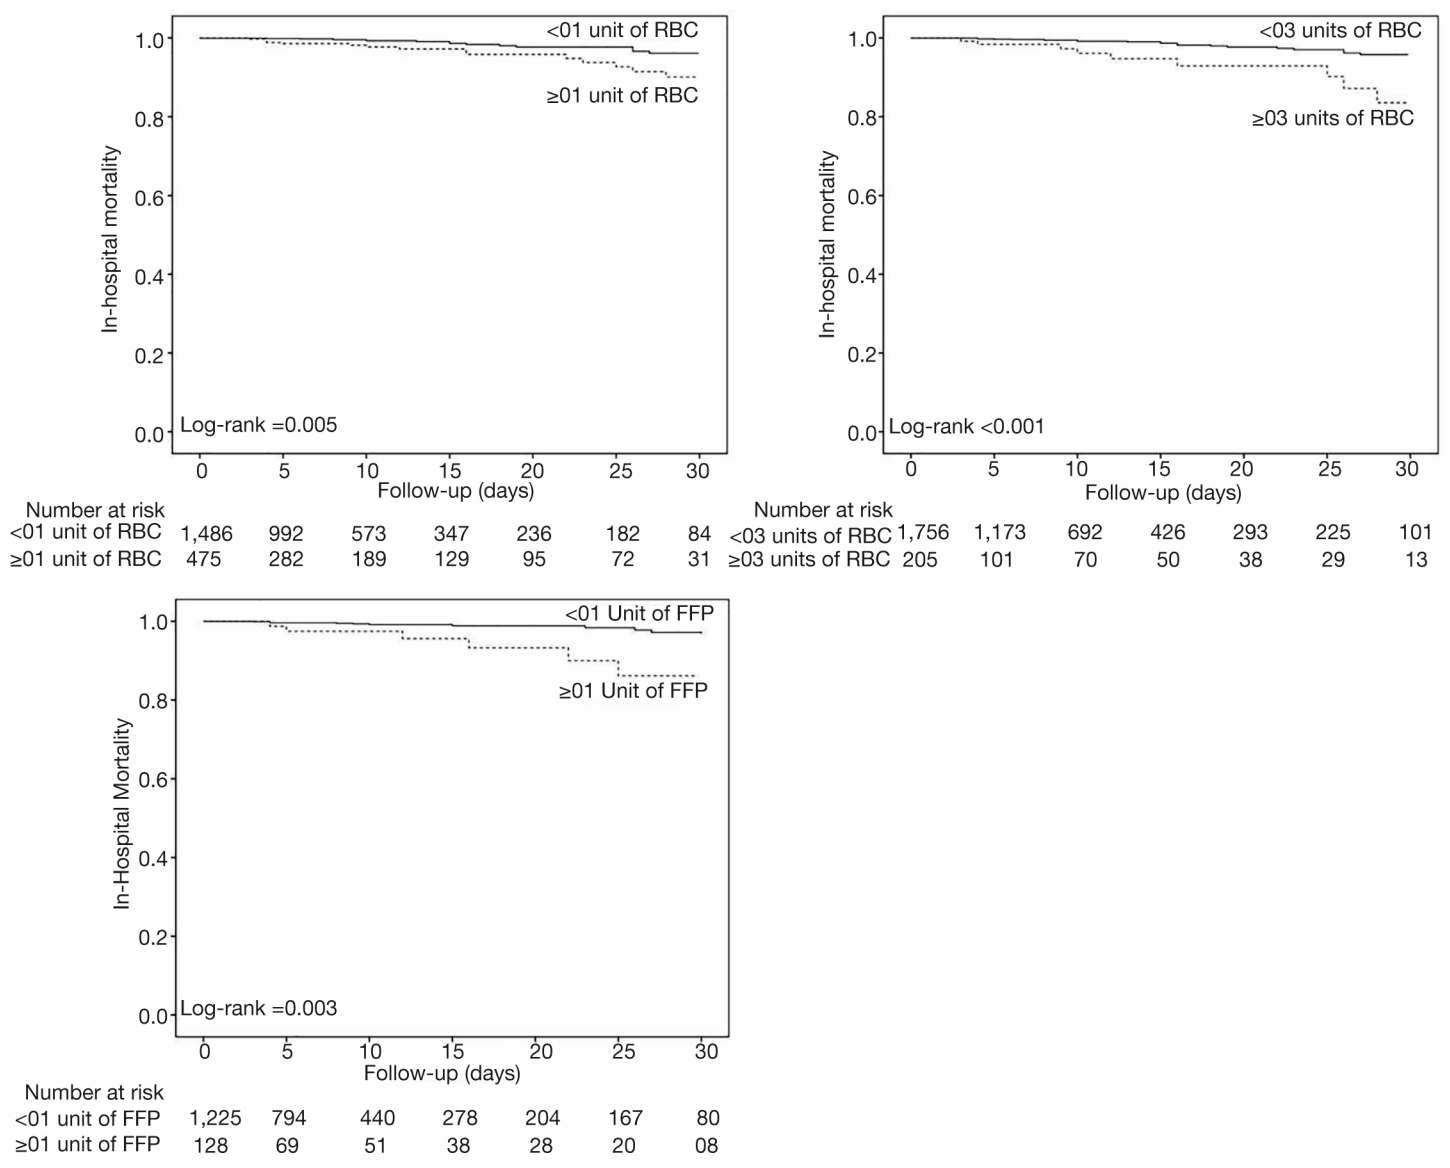 <01 unit of RBC
1.0
≥01 unit of RBC
0.8
0.6
In-hospital mortality
0.4
0.2
Log-rank =0.005
0.0
0 5 10 15 20 25 30
Follow-up (days)
Number at risk
<01 unit of RBC 1,486 992 573 347 236 182 84
≥01 unit of RBC 475 282 189 129 95 72 31
<03 units of RBC
1.0
0.8
≥03 units of RBC
0.6
In-hospital mortality
0.4
0.2
0.0
Log-rank <0.001
0 5 10 15 20 25 30
Follow-up (days)
Number at risk
<03 units of RBC 1,756 1,173 692 426 293 225 101
≥03 units of RBC 205 101 70 50 38 29 13
<01 Unit of FFP
1.0
≥01 Unit of FFP
0.8
0.6
In-Hospital Mortality
0.4
0.2
Log-rank =0.003
0.0
0 5 10 15 20 25 30
Follow-up (days)
Number at risk
<01 unit of FFP 1,225 794 440 278 204 167 80
≥01 unit of FFP 128 69 51 38 28 20 08